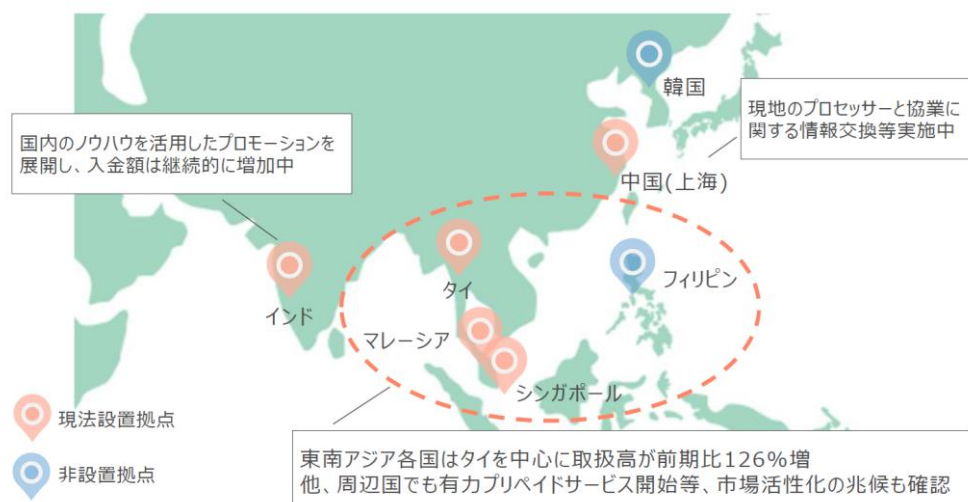 韓国
現地のプロセッサーと協業に
関する情報交換等実施中
国内のノウハウを活用したプロモーションを
展開し、入金額は継続的に増加中
中国(上海)
タイ
フィリピン
インド
マレーシア
シンガポール
現法設置拠点
非設置拠点
東南アジア各国はタイを中心に取扱高が前期比126%増
他、周辺国でも有力プリペイドサービス開始等、市場活性化の兆候も確認